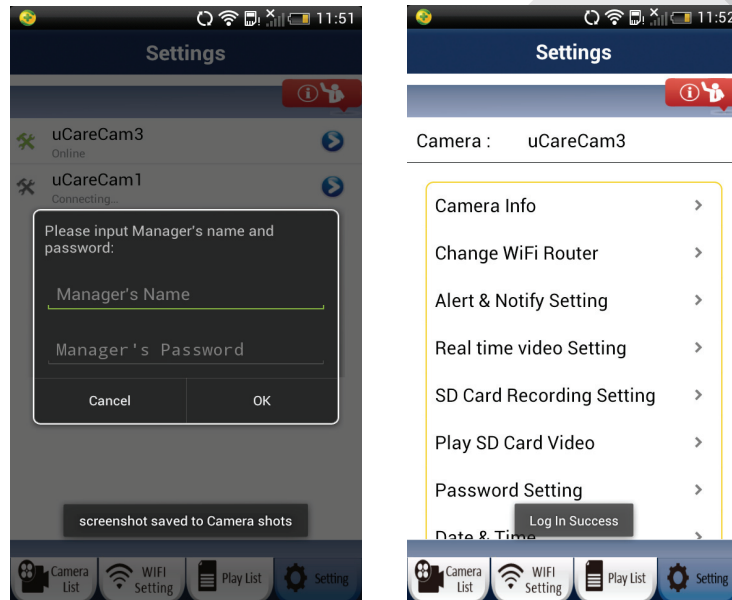 11:51
Settings
uCareCam3
Online
uCareCam1
Connecting...
Please input Manager's name and
password:
Manager's Name
Manager's Password
Cancel
OK
screenshot saved to Camera shots
Camera
List
WIFI
Setting
Play List
Setting
11:52
Settings
Camera : uCareCam3
Camera Info
Change WiFi Router
Alert & Notify Setting
Real time video Setting
SD Card Recording Setting
Play SD Card Video
Password Setting
Log In Success
Date & Time
Camera
List
WIFI
Setting
Play List
Setting